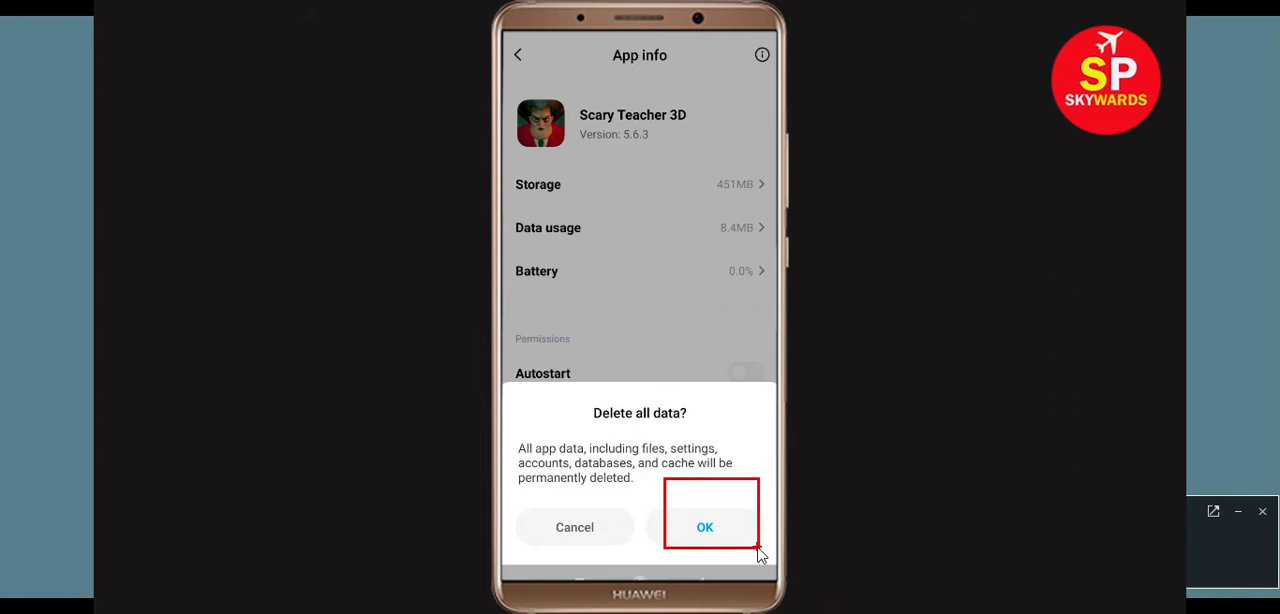 App info
SP
SKYWARDS
Scary Teacher 3D
Version: 5.6.3
Storage 451MB
Data usage 8.4MB
Battery 0.0%
Permissions
Autostart
Delete all data?
All app data, including files, settings,
accounts, databases, and cache will be
permanently deleted.
Cancel OK
HUAWEI